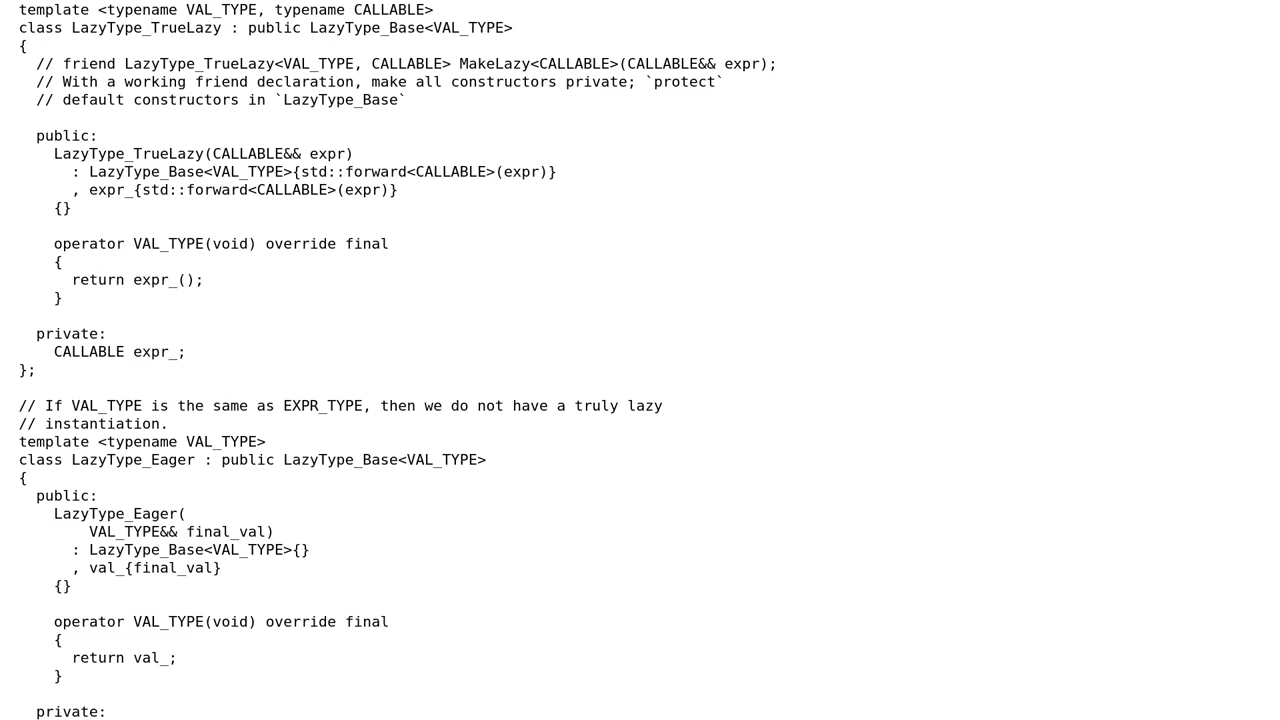 template <typename VAL_TYPE, typename CALLABLE>
class LazyType_TrueLazy : public LazyType_Base<VAL_TYPE>
{
  // friend LazyType_TrueLazy<VAL_TYPE, CALLABLE> MakeLazy<CALLABLE>(CALLABLE&& expr);
  // With a working friend declaration, make all constructors private; `protect`
  // default constructors in `LazyType_Base`

  public:
    LazyType_TrueLazy(CALLABLE&& expr)
      : LazyType_Base<VAL_TYPE>{std::forward<CALLABLE>(expr)}
      , expr_{std::forward<CALLABLE>(expr)}
    {}

    operator VAL_TYPE(void) override final
    {
      return expr_();
    }

  private:
    CALLABLE expr_;
};

// If VAL_TYPE is the same as EXPR_TYPE, then we do not have a truly lazy
// instantiation.
template <typename VAL_TYPE>
class LazyType_Eager : public LazyType_Base<VAL_TYPE>
{
  public:
    LazyType_Eager(
        VAL_TYPE&& final_val)
      : LazyType_Base<VAL_TYPE>{}
      , val_{final_val}
    {}

    operator VAL_TYPE(void) override final
    {
      return val_;
    }

  private: